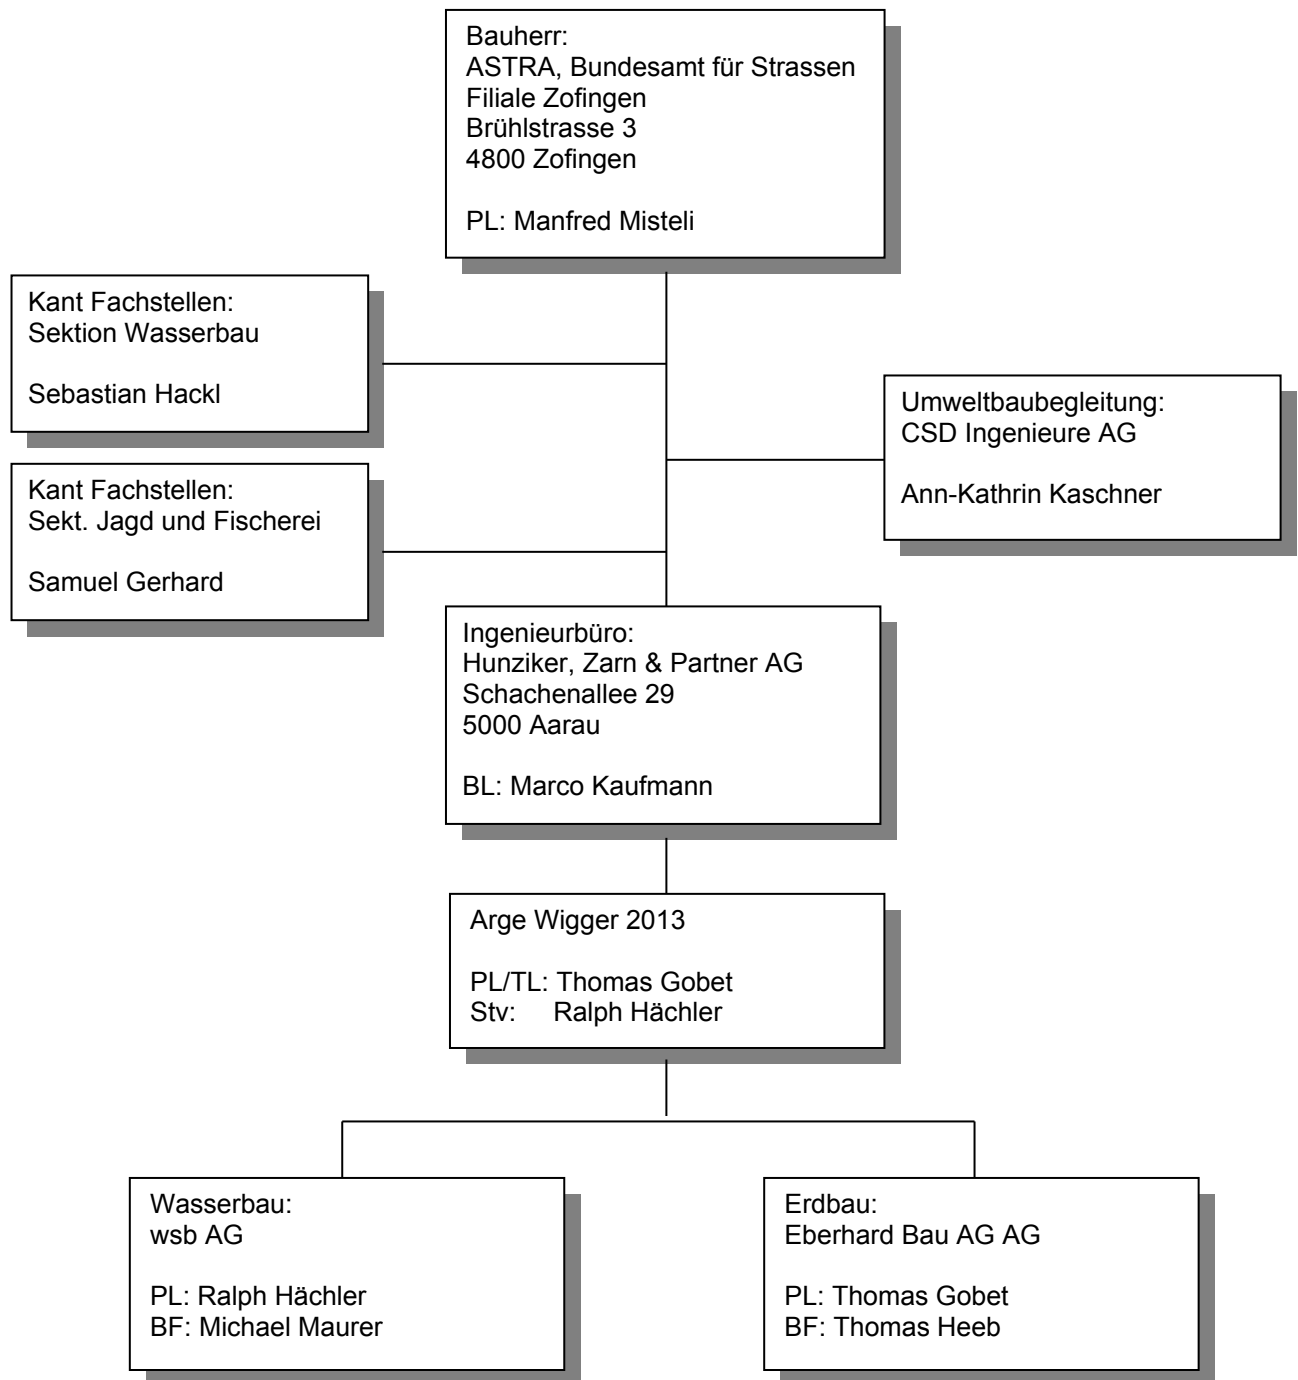 Bauherr:
ASTRA, Bundesamt für Strassen
Filiale Zofingen
Brühlstrasse 3
4800 Zofingen
PL: Manfred Misteli
Kant Fachstellen:
Sektion Wasserbau
Sebastian Hackl
Umweltbaubegleitung:
CSD Ingenieure AG
Ann-Kathrin Kaschner
Kant Fachstellen:
Sekt. Jagd und Fischerei
Samuel Gerhard
Ingenieurbüro:
Hunziker, Zarn & Partner AG
Schachenallee 29
5000 Aarau
BL: Marco Kaufmann
Arge Wigger 2013
PL/TL: Thomas Gobet
Stv: Ralph Hächler
Wasserbau:
wsb AG
PL: Ralph Hächler
BF: Michael Maurer
Erdbau:
Eberhard Bau AG AG
PL: Thomas Gobet
BF: Thomas Heeb